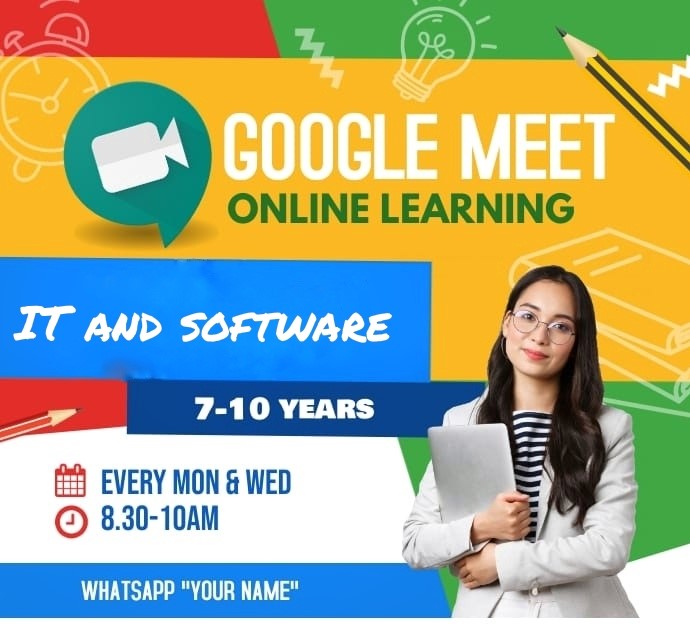 GOOGLE MEET
ONLINE LEARNING
IT AND SOFTWARE
7-10 YEARS
EVERY MON & WED
8.30-10AM
WHATSAPP "YOUR NAME"